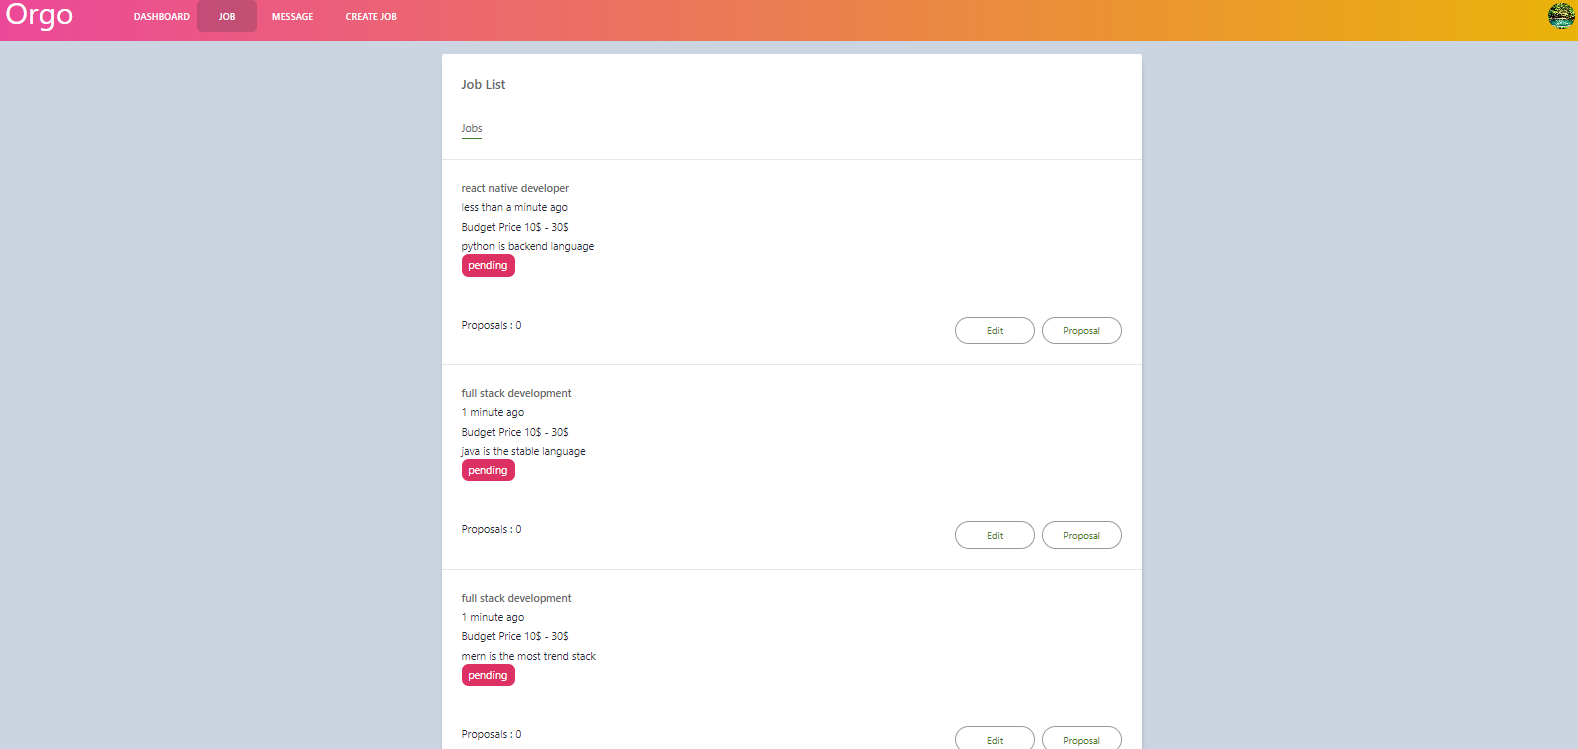 Orgo
DASHBOARD JOB MESSAGE CREATE JOB
Job List
Jobs
react native developer
less than a minute ago
Budget Price 10$ - 30$
python is backend language
pending
Proposals : 0 Edit Proposal
full stack development
1 minute ago
Budget Price 10$ - 30$
java is the stable language
pending
Proposals : 0 Edit Proposal
full stack development
1 minute ago
Budget Price 10$ - 30$
mern is the most trend stack
pending
Proposals : 0 Edit Proposal